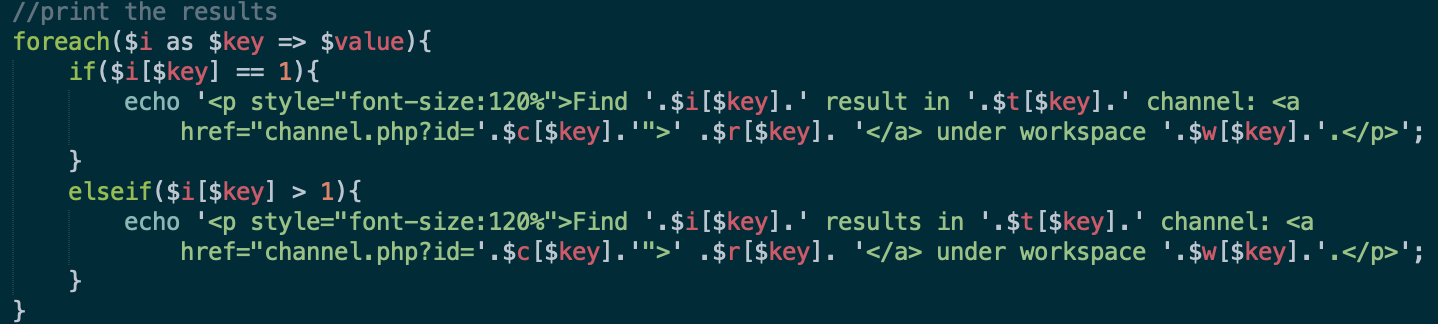 //print the results
foreach($i as $key => $value){
    if($i[$key] == 1){
        echo '<p style="font-size:120%">Find '.$i[$key].' result in '.$t[$key].' channel: <a
            href="channel.php?id='.$c[$key].'">' .$r[$key]. '</a> under workspace '.$w[$key].'.</p>';
    }
    elseif($i[$key] > 1){
        echo '<p style="font-size:120%">Find '.$i[$key].' results in '.$t[$key].' channel: <a
            href="channel.php?id='.$c[$key].'">' .$r[$key]. '</a> under workspace '.$w[$key].'.</p>';
    }
}